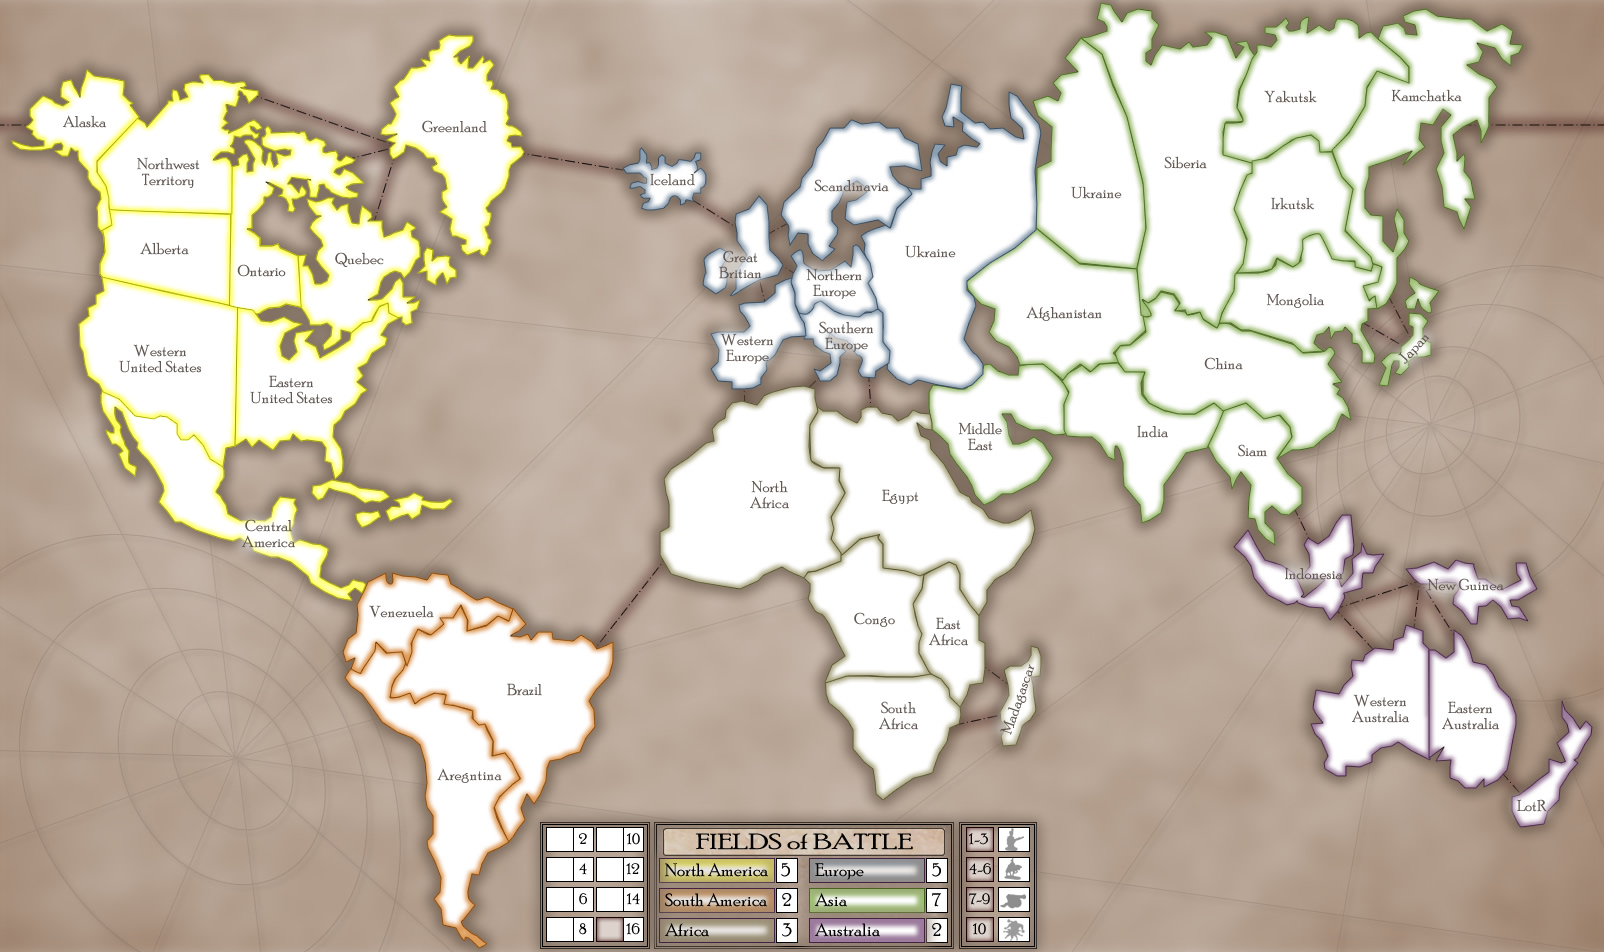 Alaska
Northwest
Territory
Greenland
Alberta
Ontario
Quebec
Western
United States
Eastern
United States
Central
America
Venezuela
Brazil
Aregntina
Iceland
Scandinavia
Great
Britian
Northern
Europe
Western
Europe
Southern
Europe
Ukraine
Ukraine
Siberia
Yakutsk
Kamchatka
Irkutsk
Mongolia
Japan
Afghanistan
China
Middle
East
India
Siam
North
Africa
Egypt
Congo
East
Africa
South
Africa
Madagascar
Indonesia
New Guinea
Western
Australia
Eastern
Australia
LotR
2 10
4 12
6 14
8 16
FIELDS of BATTLE
North America 5 Europe 5
South America 2 Asia 7
Africa 3 Australia 2
1-3
4-6
7-9
10